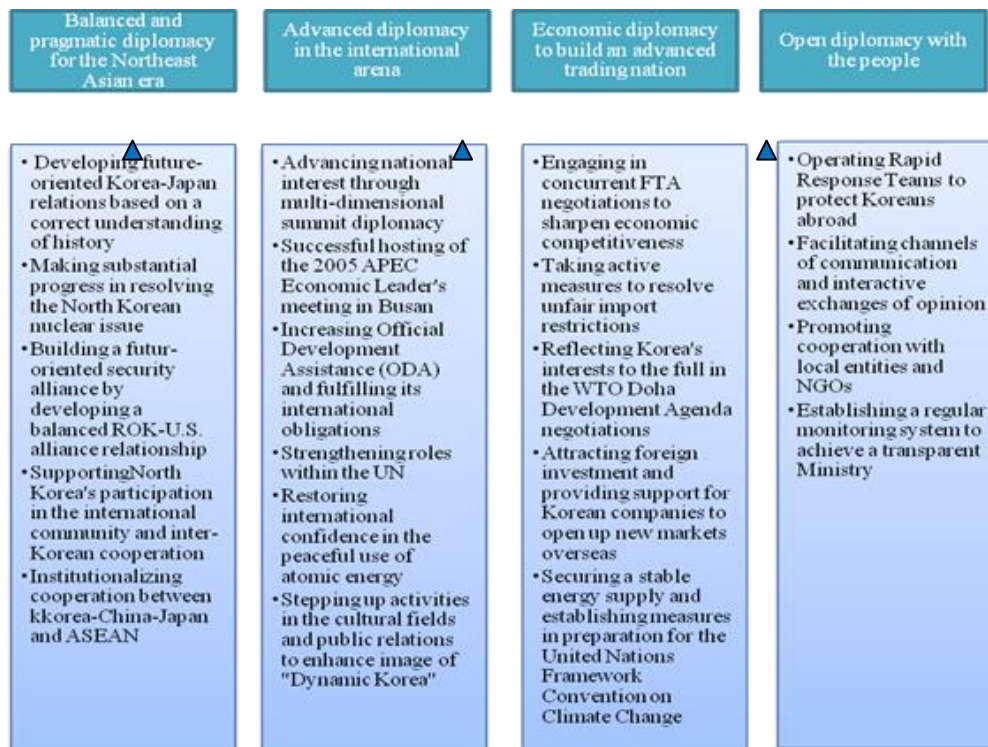 Balanced and
pragmatic diplomacy
for the Northeast
Asian era
Advanced diplomacy
in the international
arena
Economic diplomacy
to build an advanced
trading nation
Open diplomacy with
the people
• Developing future-
oriented Korea-Japan
relations based on a
correct understanding
of history
• Making substantial
progress in resolving
the North Korean
nuclear issue
• Building a futur-
oriented security
alliance by
developing a
balanced ROK-U.S.
alliance relationship
• SupportingNorth
Korea's participation
in the international
community and inter-
Korean cooperation
• Institutionalizing
cooperation between
kkorea-China-Japan
and ASEAN
• Advancing national
interest through
multi-dimensional
summit diplomacy
• Successful hosting of
the 2005 APEC
Economic Leader's
meeting in Busan
• Increasing Official
Development
Assistance (ODA)
and fulfilling its
international
obligations
• Strengthening roles
within the UN
• Restoring
international
confidence in the
peaceful use of
atomic energy
• Stepping up activities
in the cultural fields
and public relations
to enhance image of
"Dynamic Korea"
• Engaging in
concurrent FTA
negotiations to
sharpen economic
competitiveness
• Taking active
measures to resolve
unfair import
restrictions
• Reflecting Korea's
interests to the full in
the WTO Doha
Development Agenda
negotiations
• Attracting foreign
investment and
providing support for
Korean companies to
open up new markets
overseas
• Securing a stable
energy supply and
establishing measures
in preparation for the
United Nations
Framework
Convention on
Climate Change
• Operating Rapid
Response Teams to
protect Koreans
abroad
• Facilitating channels
of communication
and interactive
exchanges of opinion
• Promoting
cooperation with
local entities and
NGOs
• Establishing a regular
monitoring system to
achieve a transparent
Ministry